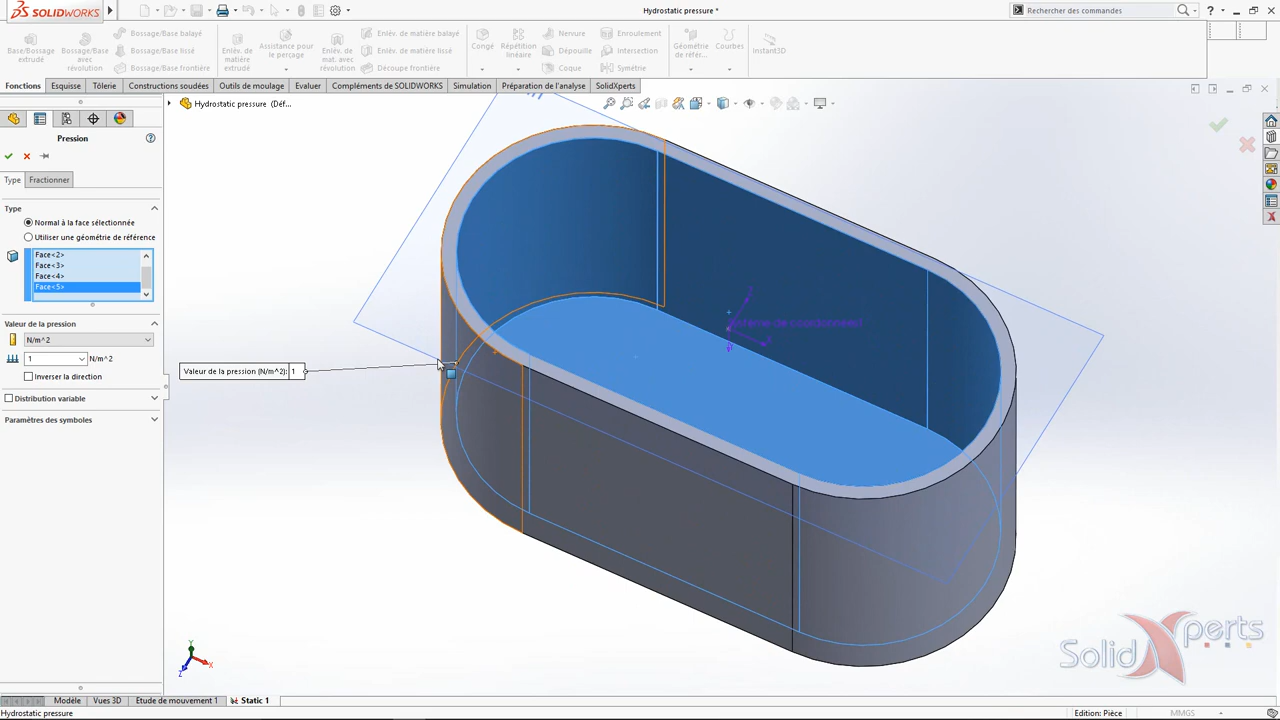 SOLIDWORKS
Hydrostatic pressure *
Rechercher des commandes
Base/Bossage extrudé
Bossage/Base avec révolution
Bossage/Base balayé
Bossage/Base lissé
Bossage/Base frontière
Enlèv. de matière extrudé
Assistance pour le perçage
Enlèv. de mat. avec révolution
Enlèv. de matière balayé
Enlèv. de matière lissé
Découpe frontière
Congé
Répétition linéaire
Nervure
Dépouille
Coque
Enroulement
Intersection
Symétrie
Géométrie de référ...
Courbes
Instant3D
Fonctions
Esquisse
Tôlerie
Constructions soudées
Outils de moulage
Evaluer
Compléments de SOLIDWORKS
Simulation
Préparation de l'analyse
SolidXperts
Hydrostatic pressure (Déf...
Pression
Type
Fractionner
Type
Normal à la face sélectionnée
Utiliser une géométrie de référence
Face<2>
Face<3>
Face<4>
Face<5>
Valeur de la pression
N/m^2
1 N/m^2
Inverser la direction
Distribution variable
Paramètres des symboles
Valeur de la pression (N/m^2): 1
Y
X
Z
SolidXperts
Modèle
Vues 3D
Etude de mouvement 1
Static 1
Hydrostatic pressure
Edition: Pièce
MMGS